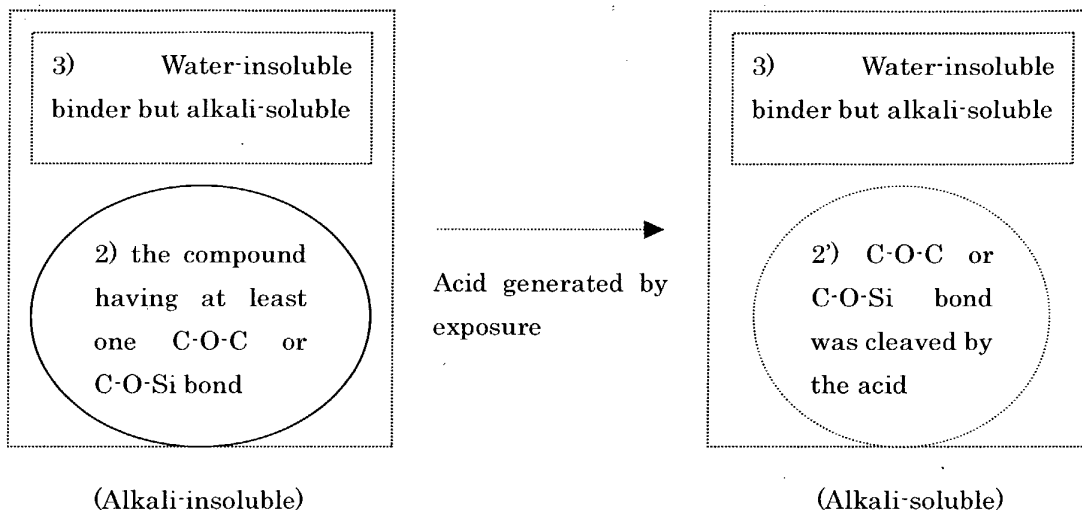 3) Water-insoluble
binder but alkali-soluble
2) the compound
having at least
one C-O-C or
C-O-Si bond
(Alkali-insoluble)
Acid generated by
exposure
3) Water-insoluble
binder but alkali-soluble
2') C-O-C or
C-O-Si bond
was cleaved by
the acid
(Alkali-soluble)